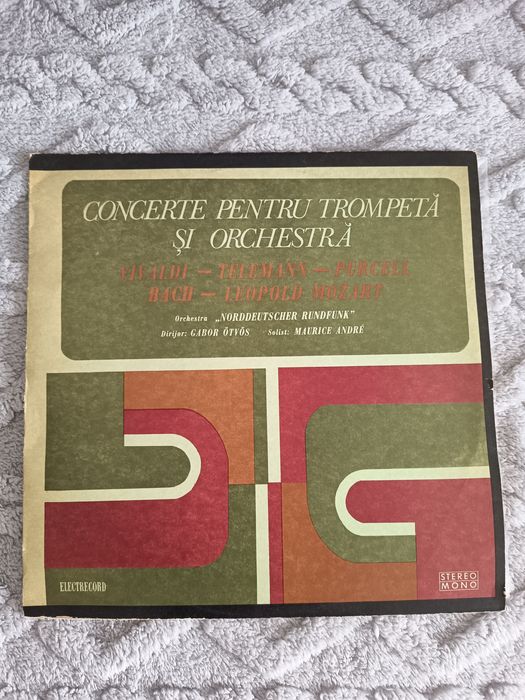 CONCERTE PENTRU TROMPETĂ
ȘI ORCHESTRĂ
VIVALDI – TELEMANN – PURCELL
BACH – LEOPOLD MOZART
Orchestra „NORDDEUTSCHER RUNDFUNK”
Dirijor: GABOR ÖTVÖS • Solist: MAURICE ANDRÉ
ELECTRECORD
STEREO
MONO